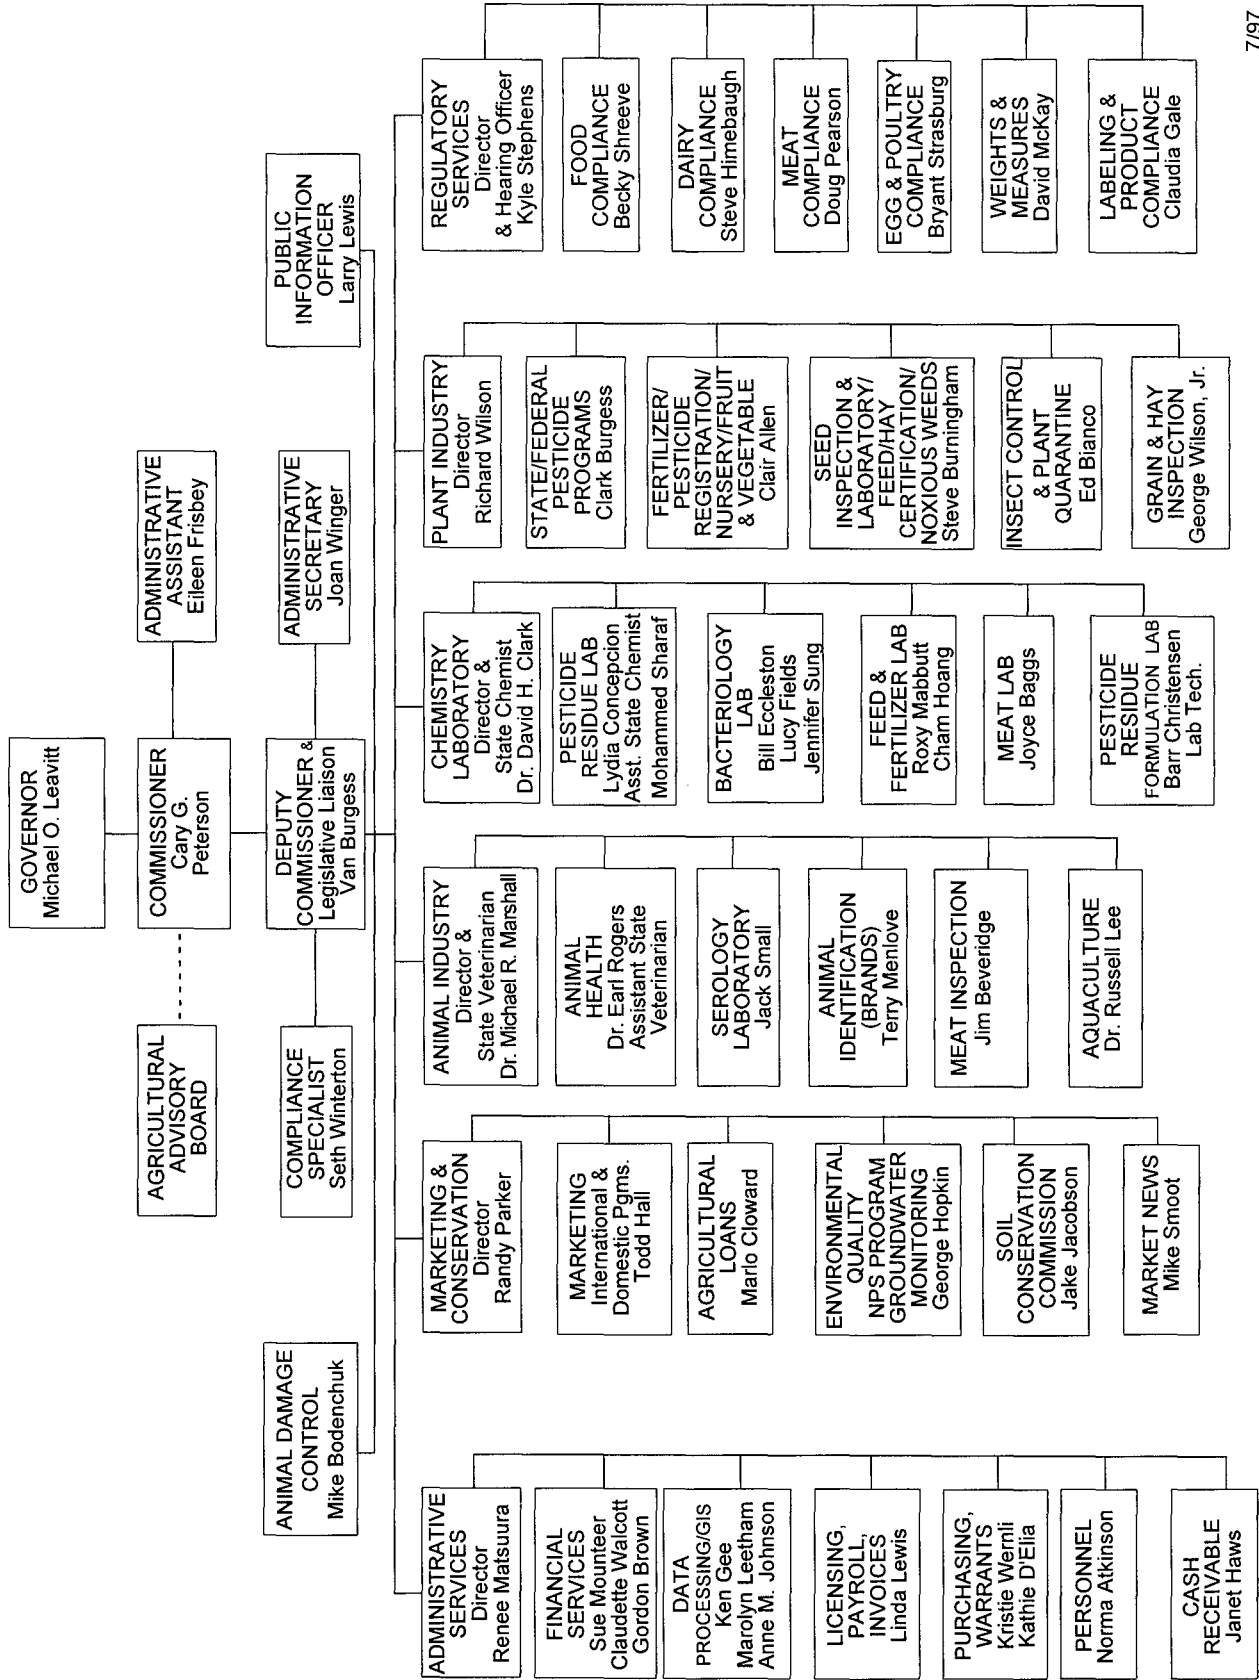 GOVERNOR
Michael O. Leavitt
AGRICULTURAL
ADVISORY
BOARD
COMMISSIONER
Cary G.
Peterson
ADMINISTRATIVE
ASSISTANT
Eileen Frisbey
COMPLIANCE
SPECIALIST
Seth Winterton
DEPUTY
COMMISSIONER &
Legislative Liaison
Van Burgess
ADMINISTRATIVE
SECRETARY
Joan Winger
ANIMAL DAMAGE
CONTROL
Mike Bodenchuk
PUBLIC
INFORMATION
OFFICER
Larry Lewis
ADMINISTRATIVE
SERVICES
Director
Renee Matsuura
FINANCIAL
SERVICES
Sue Mounteer
Claudette Walcott
Gordon Brown
DATA
PROCESSING/GIS
Ken Gee
Marolyn Leetham
Anne M. Johnson
LICENSING,
PAYROLL,
INVOICES
Linda Lewis
PURCHASING,
WARRANTS
Kristie Wernli
Kathie D'Elia
PERSONNEL
Norma Atkinson
CASH
RECEIVABLE
Janet Haws
MARKETING &
CONSERVATION
Director
Randy Parker
MARKETING
International &
Domestic Pgms.
Todd Hall
AGRICULTURAL
LOANS
Marlo Cloward
ENVIRONMENTAL
QUALITY
NPS PROGRAM
GROUNDWATER
MONITORING
George Hopkin
SOIL
CONSERVATION
COMMISSION
Jake Jacobson
MARKET NEWS
Mike Smoot
ANIMAL INDUSTRY
Director &
State Veterinarian
Dr. Michael R. Marshall
ANIMAL
HEALTH
Dr. Earl Rogers
Assistant State
Veterinarian
SEROLOGY
LABORATORY
Jack Small
ANIMAL
IDENTIFICATION
(BRANDS)
Terry Menlove
MEAT INSPECTION
Jim Beveridge
AQUACULTURE
Dr. Russell Lee
CHEMISTRY
LABORATORY
Director &
State Chemist
Dr. David H. Clark
PESTICIDE
RESIDUE LAB
Lydia Concepcion
Asst. State Chemist
Mohammed Sharaf
BACTERIOLOGY
LAB
Bill Eccleston
Lucy Fields
Jennifer Sung
FEED &
FERTILIZER LAB
Roxy Mabbutt
Cham Hoang
MEAT LAB
Joyce Baggs
PESTICIDE
RESIDUE
FORMULATION LAB
Barr Christensen
Lab Tech.
PLANT INDUSTRY
Director
Richard Wilson
STATE/FEDERAL
PESTICIDE
PROGRAMS
Clark Burgess
FERTILIZER/
PESTICIDE
REGISTRATION/
NURSERY/FRUIT
& VEGETABLE
Clair Allen
SEED
INSPECTION &
LABORATORY/
FEED/HAY
CERTIFICATION/
NOXIOUS WEEDS
Steve Burningham
INSECT CONTROL
& PLANT
QUARANTINE
Ed Bianco
GRAIN & HAY
INSPECTION
George Wilson, Jr.
REGULATORY
SERVICES
Director
& Hearing Officer
Kyle Stephens
FOOD
COMPLIANCE
Becky Shreeve
DAIRY
COMPLIANCE
Steve Himebaugh
MEAT
COMPLIANCE
Doug Pearson
EGG & POULTRY
COMPLIANCE
Bryant Strasburg
WEIGHTS &
MEASURES
David McKay
LABELING &
PRODUCT
COMPLIANCE
Claudia Gale
7/97